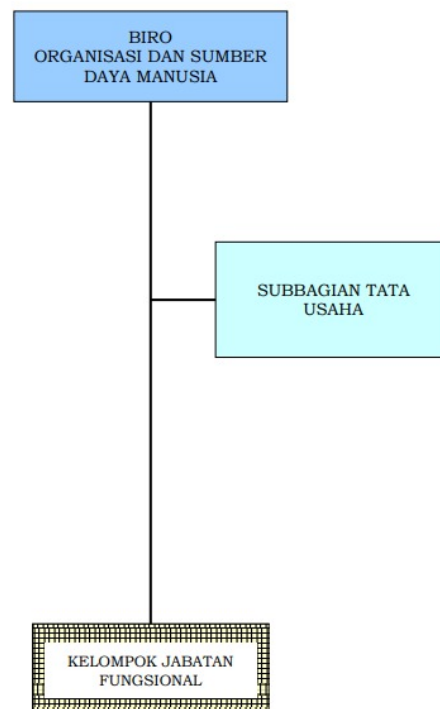 BIRO
ORGANISASI DAN SUMBER
DAYA MANUSIA
SUBBAGIAN TATA
USAHA
KELOMPOK JABATAN
FUNGSIONAL